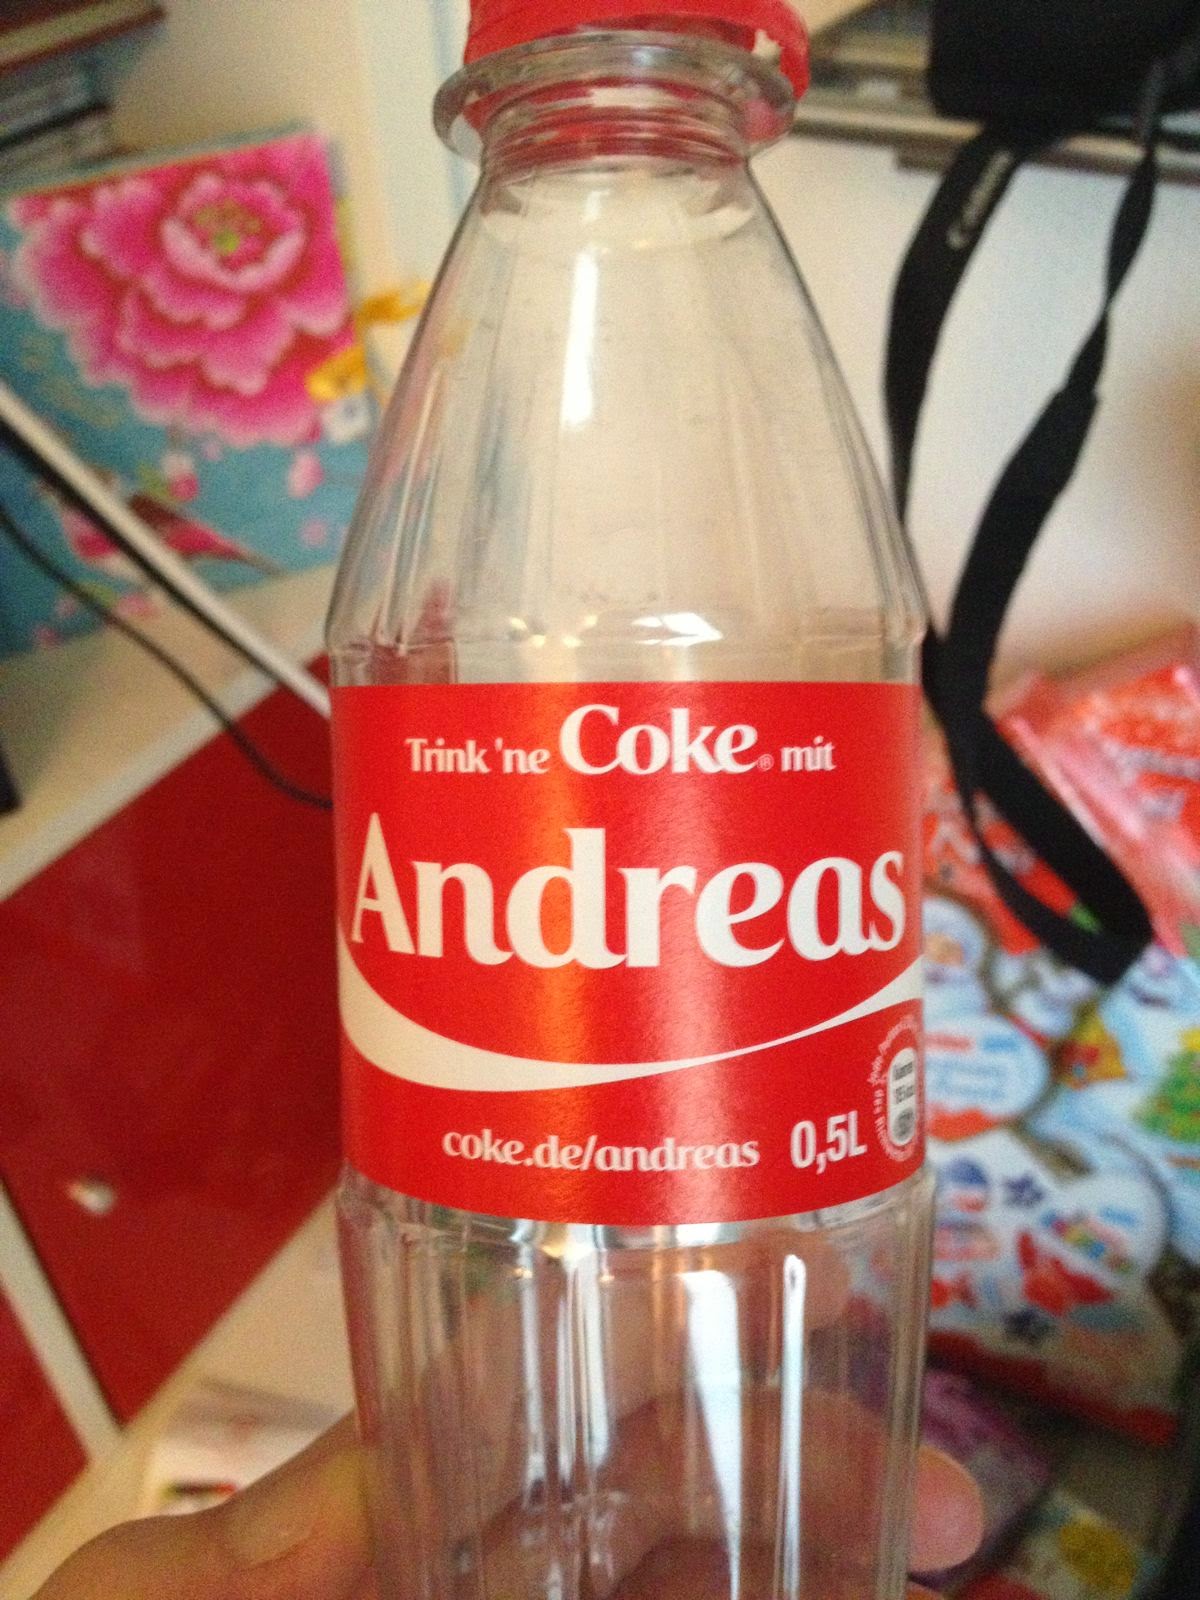 Trink 'ne Coke® mit
Andreas
coke.de/andreas 0,5L